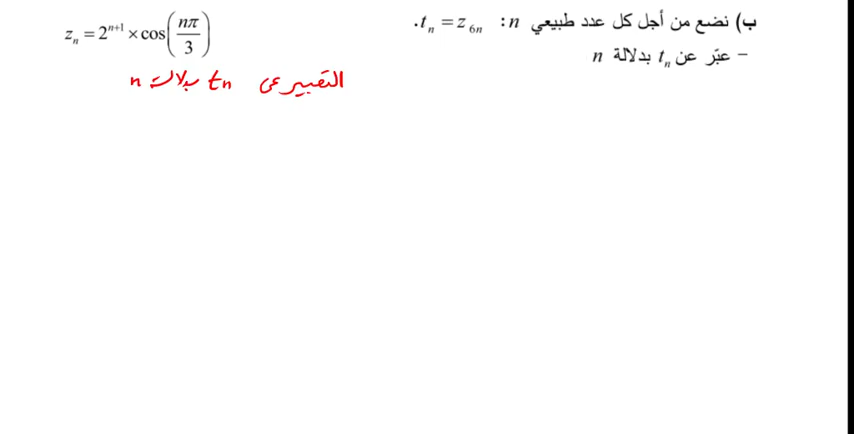 ب) نضع من أجل كل عدد طبيعي n : t_n = z_{6n}.
– عبّر عن t_n بدلالة n
z_n = 2^{n+1} × cos(nπ/3)
التعبير عن t_n بدلالة n